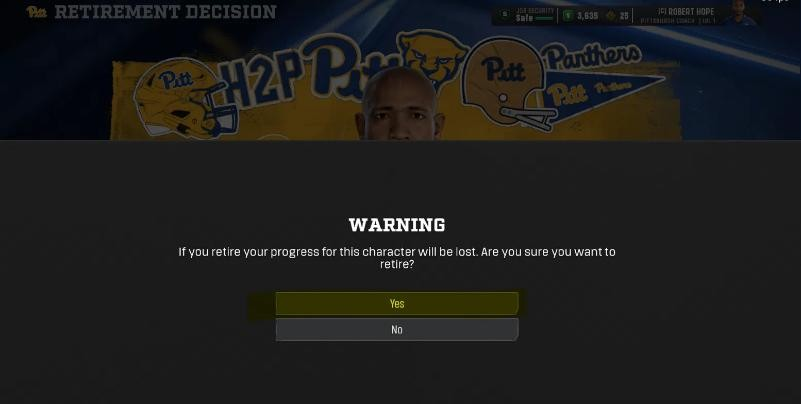 Pitt RETIREMENT DECISION
JOB SECURITY
Safe
3,635
25
ROBERT HOPE
PITTSBURGH COACH | LVL 1
Pitt
H2P
Pitt
Pitt
Panthers
Pitt Panthers
WARNING
If you retire your progress for this character will be lost. Are you sure you want to
retire?
Yes
No